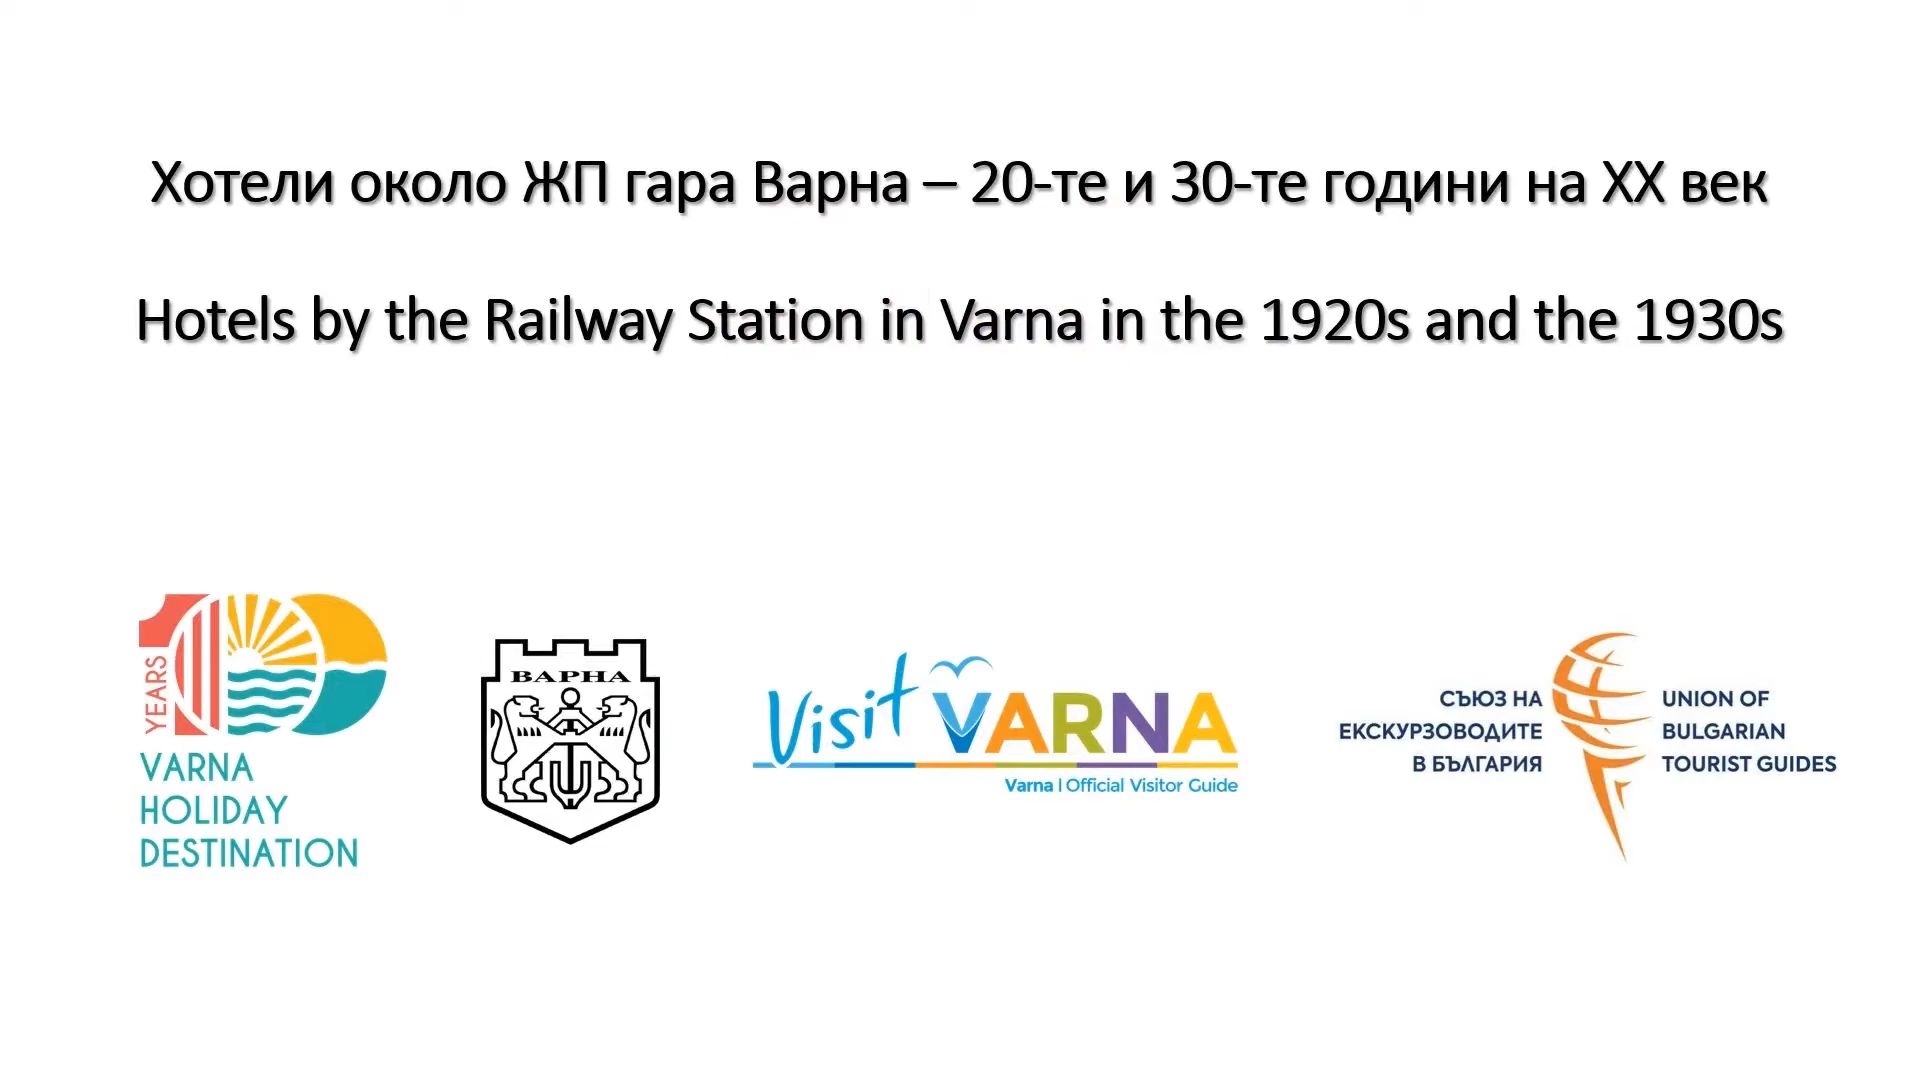 Хотели около ЖП гара Варна – 20-те и 30-те години на XX век
Hotels by the Railway Station in Varna in the 1920s and the 1930s
100
YEARS
VARNA
HOLIDAY
DESTINATION
ВАРНА
Visit VARNA
Varna | Official Visitor Guide
СЪЮЗ НА
ЕКСКУРЗОВОДИТЕ
В БЪЛГАРИЯ
UNION OF
BULGARIAN
TOURIST GUIDES